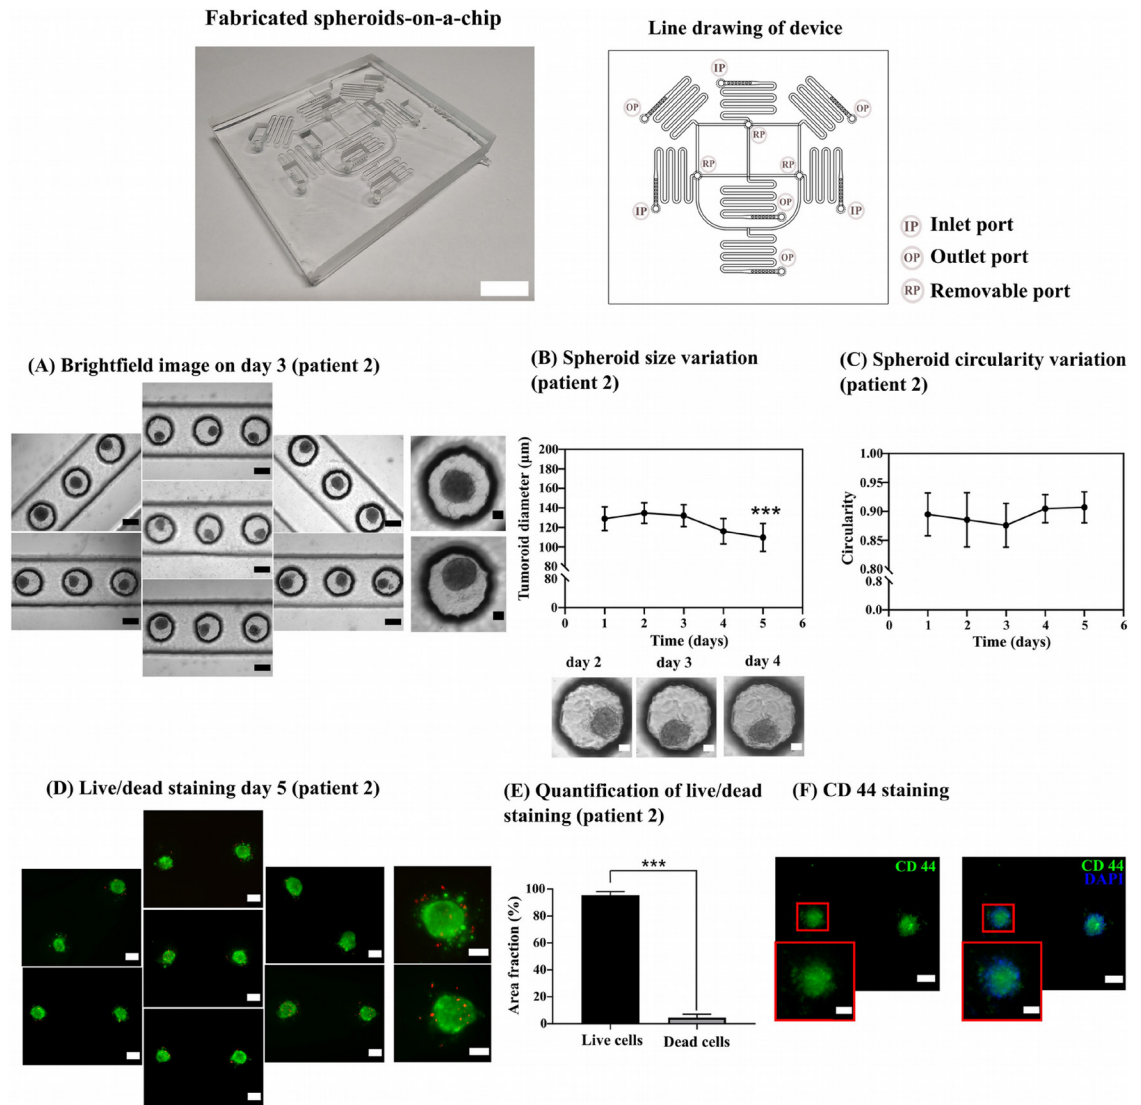 Fabricated spheroids-on-a-chip
Line drawing of device
IP
OP
OP
RP
RP
RP
IP
OP
IP
OP
IP Inlet port
OP Outlet port
RP Removable port
(A) Brightfield image on day 3 (patient 2)
(B) Spheroid size variation
(patient 2)
(C) Spheroid circularity variation
(patient 2)
Tumoroid diameter (µm)
200
180
160
140
120
100
80
80
0
***
0 1 2 3 4 5 6
Time (days)
Circularity
1.00
0.95
0.90
0.85
0.80
0.8
0.0
0 1 2 3 4 5 6
Time (days)
day 2 day 3 day 4
(D) Live/dead staining day 5 (patient 2)
(E) Quantification of live/dead
staining (patient 2)
(F) CD 44 staining
Area fraction (%)
100
80
60
40
20
0
***
Live cells Dead cells
CD 44
CD 44
DAPI